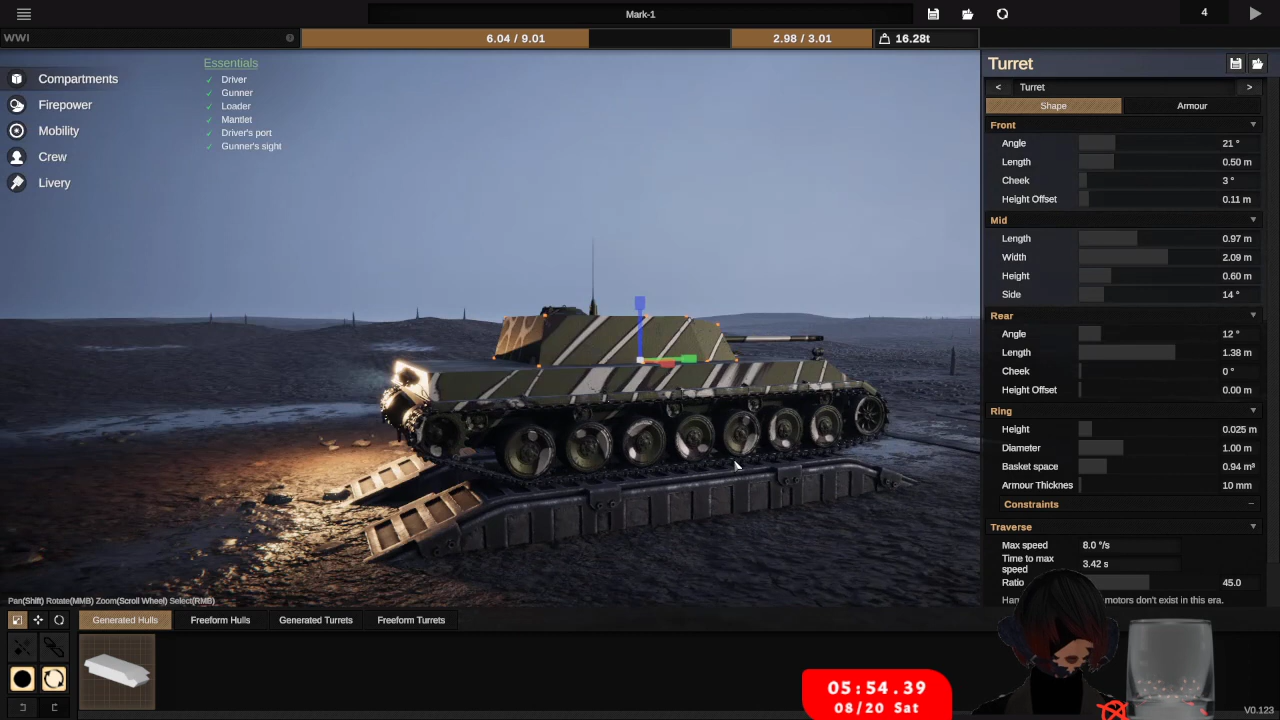 Mark-1
4
WWI
6.04 / 9.01
2.98 / 3.01
16.28t
Compartments
Firepower
Mobility
Crew
Livery
Essentials
✓ Driver
✓ Gunner
✓ Loader
✓ Mantlet
✓ Driver's port
✓ Gunner's sight
Turret
< Turret >
Shape
Armour
Front
Angle 21 °
Length 0.50 m
Cheek 3 °
Height Offset 0.11 m
Mid
Length 0.97 m
Width 2.09 m
Height 0.60 m
Side 14 °
Rear
Angle 12 °
Length 1.38 m
Cheek 0 °
Height Offset 0.00 m
Ring
Height 0.025 m
Diameter 1.00 m
Basket space 0.94 m³
Armour Thicknes 10 mm
Constraints
Traverse
Max speed 8.0 °/s
Time to max speed 3.42 s
Ratio 45.0
motors don't exist in this era.
Pan(Shift) Rotate(MMB) Zoom(Scroll Wheel) Select(RMB)
Generated Hulls
Freeform Hulls
Generated Turrets
Freeform Turrets
05:54.39
08/20 Sat
V0.123